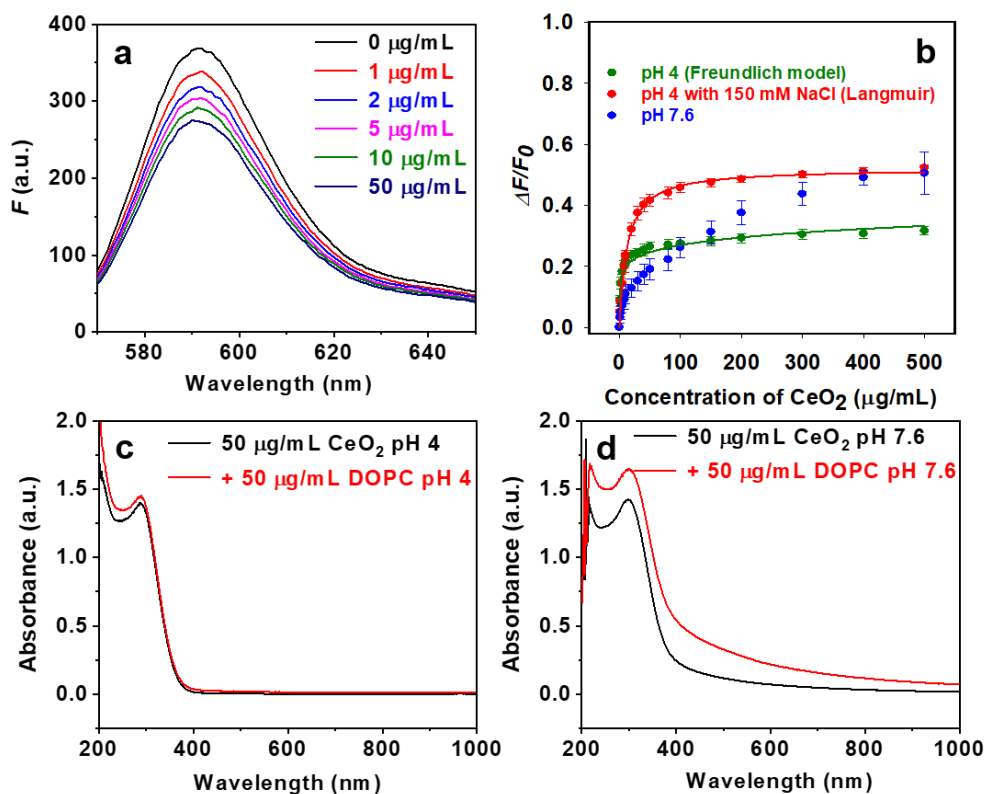 a
F (a.u.)
400
300
200
100
0
0 µg/mL
1 µg/mL
2 µg/mL
5 µg/mL
10 µg/mL
50 µg/mL
580 600 620 640
Wavelength (nm)
b
ΔF/F0
1.0
0.8
0.6
0.4
0.2
0.0
pH 4 (Freundlich model)
pH 4 with 150 mM NaCl (Langmuir)
pH 7.6
0 100 200 300 400 500
Concentration of CeO2 (µg/mL)
c
Absorbance (a.u.)
2.0
1.5
1.0
0.5
0.0
50 µg/mL CeO2 pH 4
+ 50 µg/mL DOPC pH 4
200 400 600 800 1000
Wavelength (nm)
d
Absorbance (a.u.)
2.0
1.5
1.0
0.5
0.0
50 µg/mL CeO2 pH 7.6
+ 50 µg/mL DOPC pH 7.6
200 400 600 800 1000
Wavelength (nm)